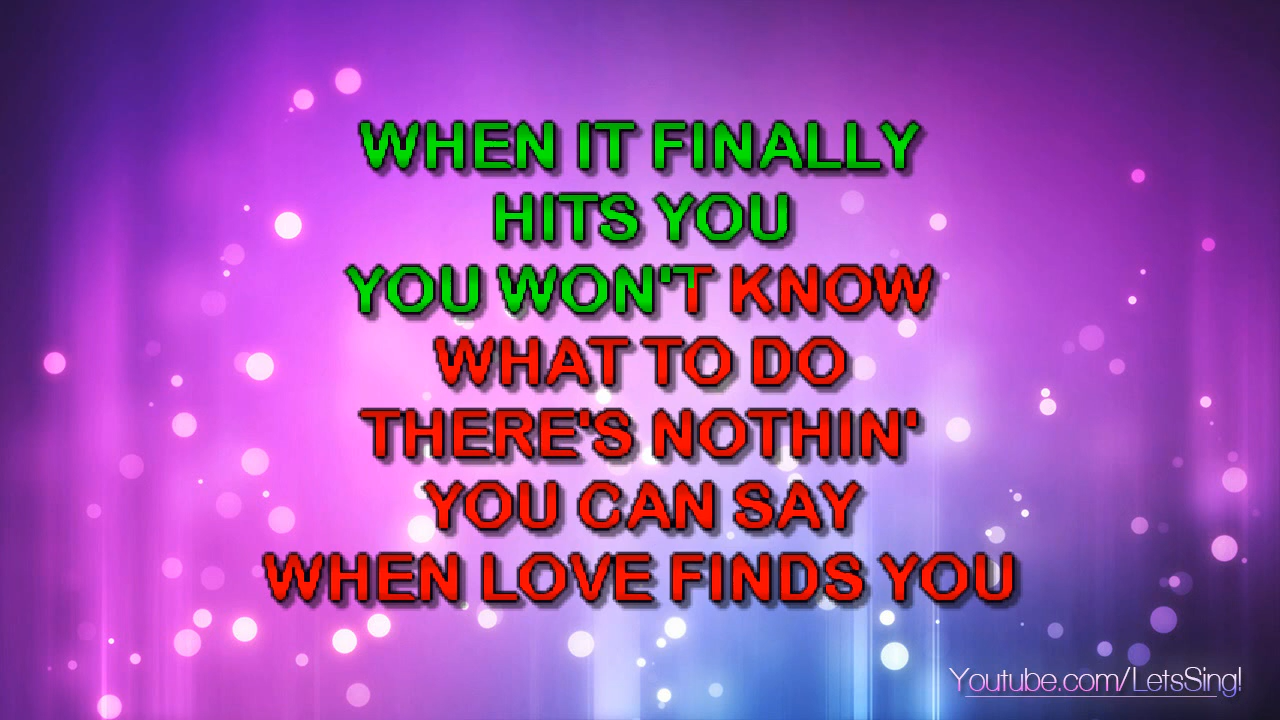 WHEN IT FINALLY
HITS YOU
YOU WON'T KNOW
WHAT TO DO
THERE'S NOTHIN'
YOU CAN SAY
WHEN LOVE FINDS YOU
Youtube.com/LetsSing!